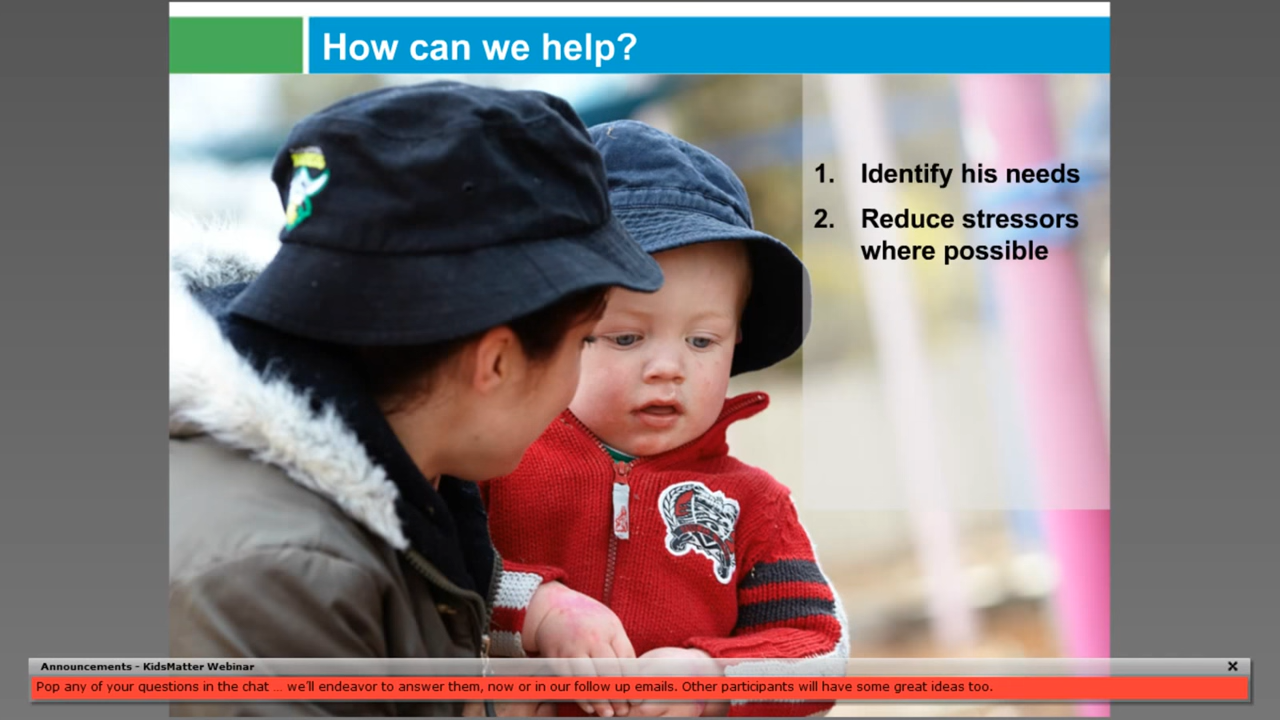 How can we help?
1. Identify his needs
2. Reduce stressors
where possible
Announcements - KidsMatter Webinar
Pop any of your questions in the chat ... we'll endeavor to answer them, now or in our follow up emails. Other participants will have some great ideas too.